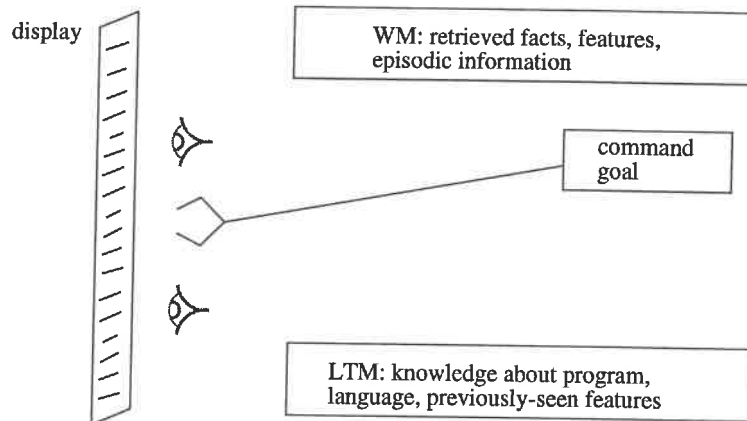 display
WM: retrieved facts, features,
episodic information
command
goal
LTM: knowledge about program,
language, previously-seen features